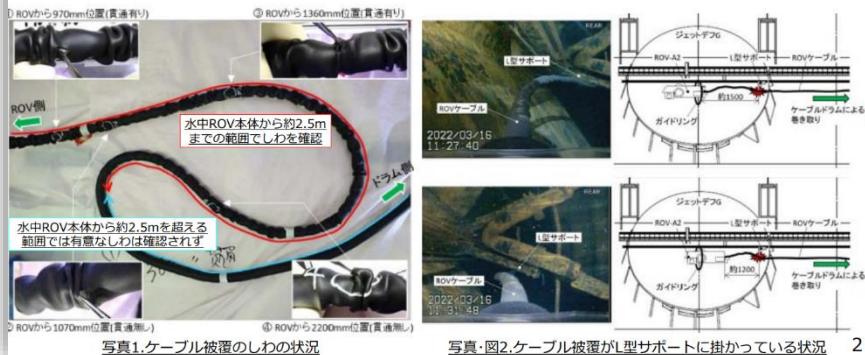 ① ROVから970mm位置(貫通有り)
③ ROVから1360mm位置(貫通有り)
ROV側
水中ROV本体から約2.5m
までの範囲でしわを確認
ドラム側
水中ROV本体から約2.5mを超える
範囲では有意なしわは確認されず
② ROVから1070mm位置(貫通無し)
④ ROVから2200mm位置(貫通無し)
写真1.ケーブル被覆のしわの状況
REAR
L型サポート
ROVケーブル
2022/03/16
11:27:40
ジェットデフG
ROV-A2
L型サポート
ROVケーブル
約1500
ガイドリング
ケーブルドラムによる
巻き取り
REAR
L型サポート
ROVケーブル
2022/03/16
11:31:48
ジェットデフG
ROV-A2
L型サポート
ROVケーブル
約1200
ガイドリング
ケーブルドラムによる
巻き取り
写真・図2.ケーブル被覆がL型サポートに掛かっている状況
2